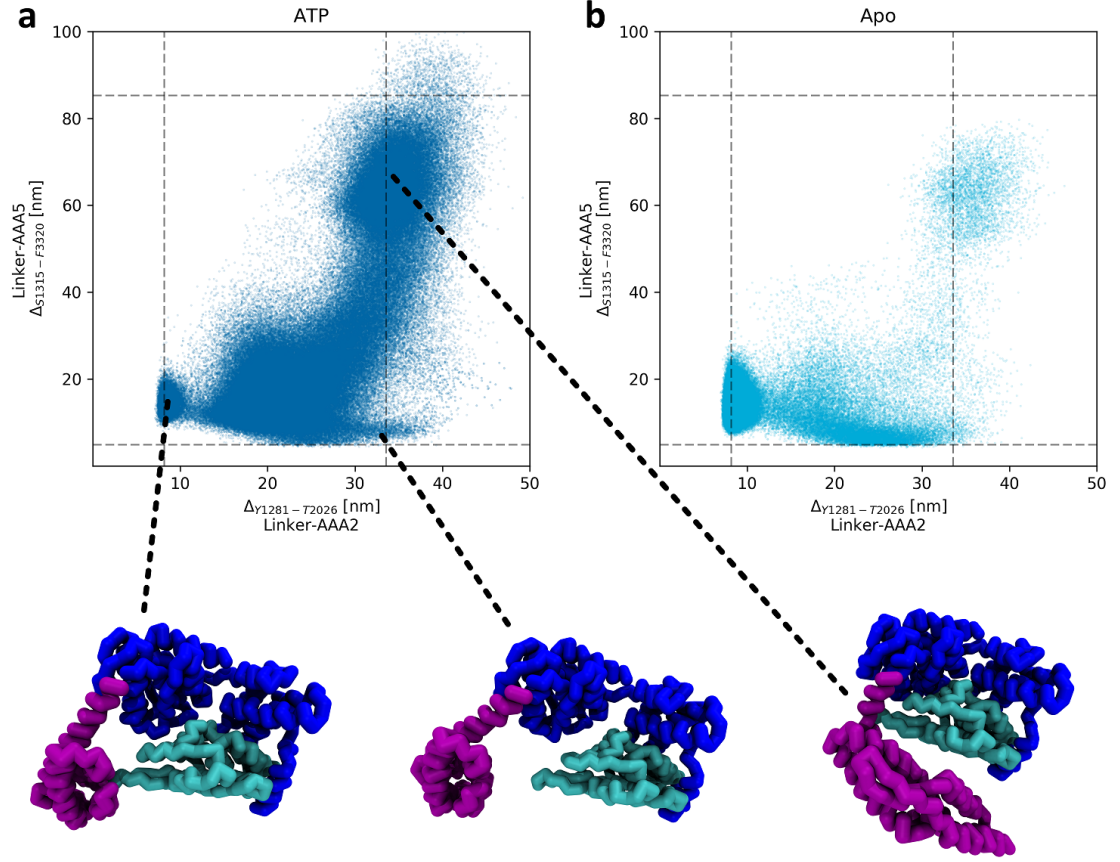 a
ATP
100
80
60
40
20
Linker-AAA5
Δ_{S1315−F3320} [nm]
10
20
30
40
50
Δ_{Y1281−T2026} [nm]
Linker-AAA2
b
Apo
100
80
60
40
20
Linker-AAA5
Δ_{S1315−F3320} [nm]
10
20
30
40
50
Δ_{Y1281−T2026} [nm]
Linker-AAA2